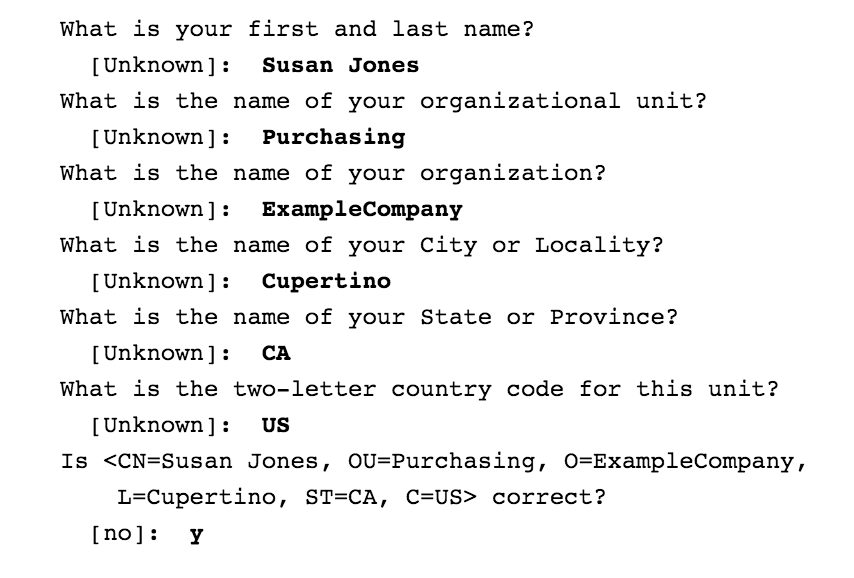 What is your first and last name?
[Unknown]: Susan Jones
What is the name of your organizational unit?
[Unknown]: Purchasing
What is the name of your organization?
[Unknown]: ExampleCompany
What is the name of your City or Locality?
[Unknown]: Cupertino
What is the name of your State or Province?
[Unknown]: CA
What is the two-letter country code for this unit?
[Unknown]: US
Is <CN=Susan Jones, OU=Purchasing, O=ExampleCompany,
L=Cupertino, ST=CA, C=US> correct?
[no]: y